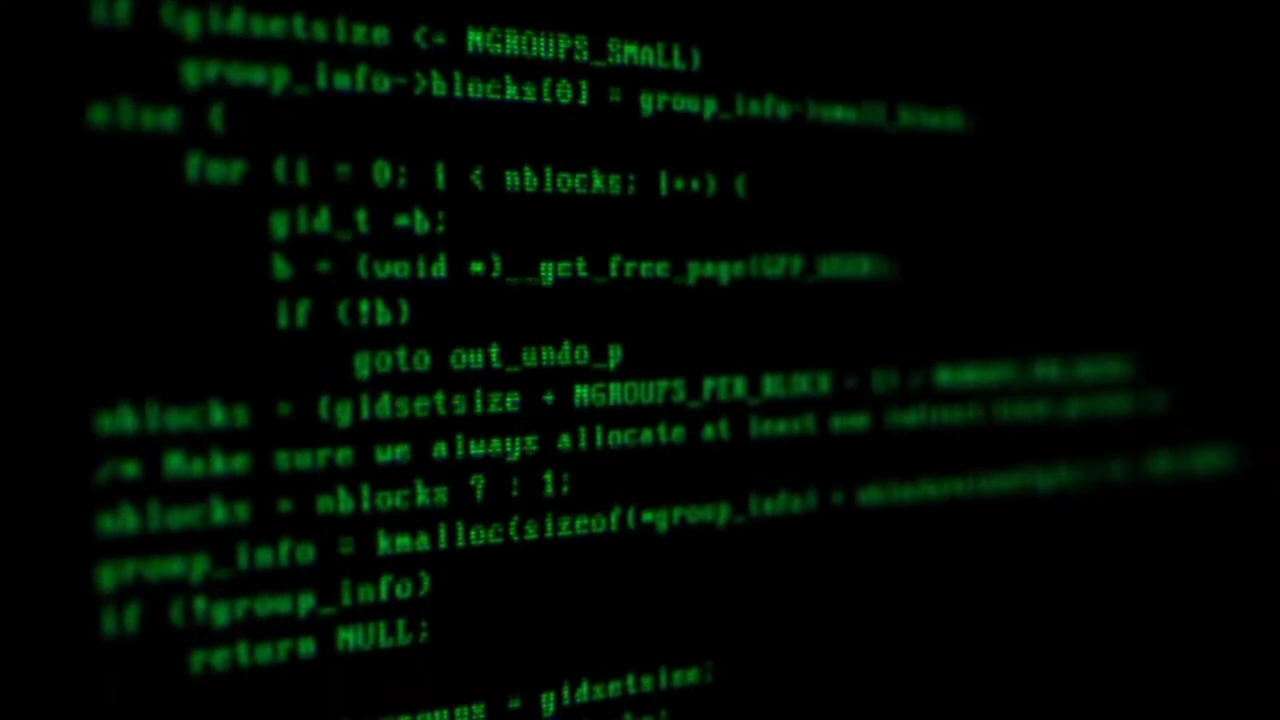 if (gidsetsize <= NGROUPS_SMALL)
group_info->blocks[0] = group_info->small_block;
else {
for (i = 0; i < nblocks; i++) {
gid_t *b;
b = (void *)__get_free_page(GFP_USER);
if (!b)
goto out_undo_p
nblocks = (gidsetsize + NGROUPS_PER_BLOCK - 1) /
/* Make sure we always allocate at least one indirect
nblocks = nblocks ? : 1;
group_info = kmalloc(sizeof(*group_info) +
if (!group_info)
return NULL;
= gidsetsize;